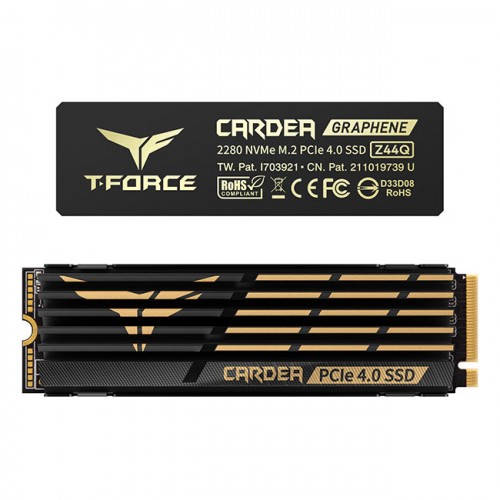 CARDEA GRAPHENE
2280 NVMe M.2 PCIe 4.0 SSD Z44Q
TW. Pat. I703921 • CN. Pat. 211019739 U
T-FORCE
RoHS
COMPLIANT
CE FC
D33D08
RoHS
CARDEA PCIe 4.0 SSD